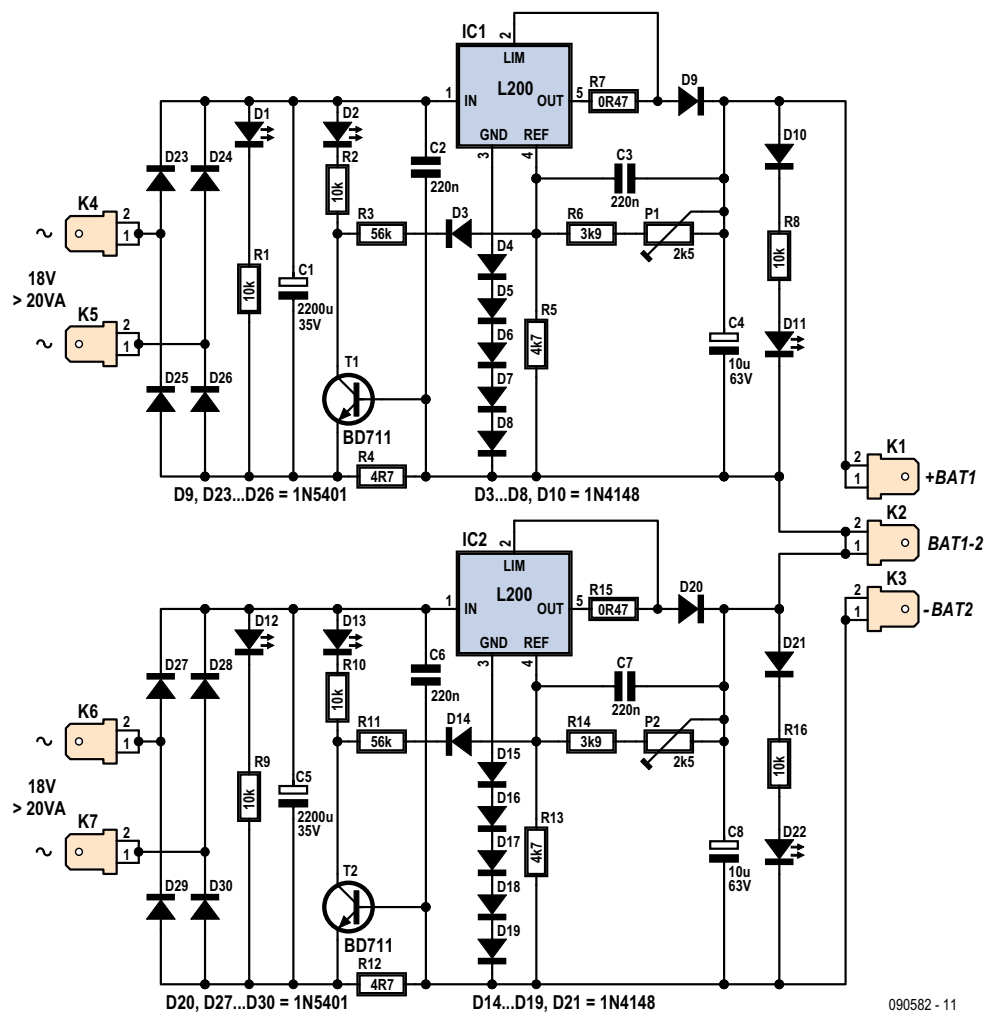 IC1
2
LIM
L200
1
IN
OUT
5
GND
REF
3
4
R7
0R47
D9
D1
D2
R2
10k
C2
220n
C3
220n
D10
D23
D24
K4
2
1
~
18V
> 20VA
K5
2
1
~
R3
56k
D3
R6
3k9
P1
2k5
R8
10k
R1
10k
C1
2200u
35V
D4
D5
D6
D7
D8
R5
4k7
C4
10u
63V
D11
D25
D26
T1
BD711
R4
4R7
D9, D23...D26 = 1N5401
D3...D8, D10 = 1N4148
K1
2
1
+BAT1
K2
2
1
BAT1-2
K3
2
1
-BAT2
IC2
2
LIM
L200
1
IN
OUT
5
GND
REF
3
4
R15
0R47
D20
D12
D13
R10
10k
C6
220n
C7
220n
D21
D27
D28
K6
2
1
~
18V
> 20VA
K7
2
1
~
R11
56k
D14
R14
3k9
P2
2k5
R16
10k
R9
10k
C5
2200u
35V
D15
D16
D17
D18
D19
R13
4k7
C8
10u
63V
D22
D29
D30
T2
BD711
R12
4R7
D20, D27...D30 = 1N5401
D14...D19, D21 = 1N4148
090582 - 11